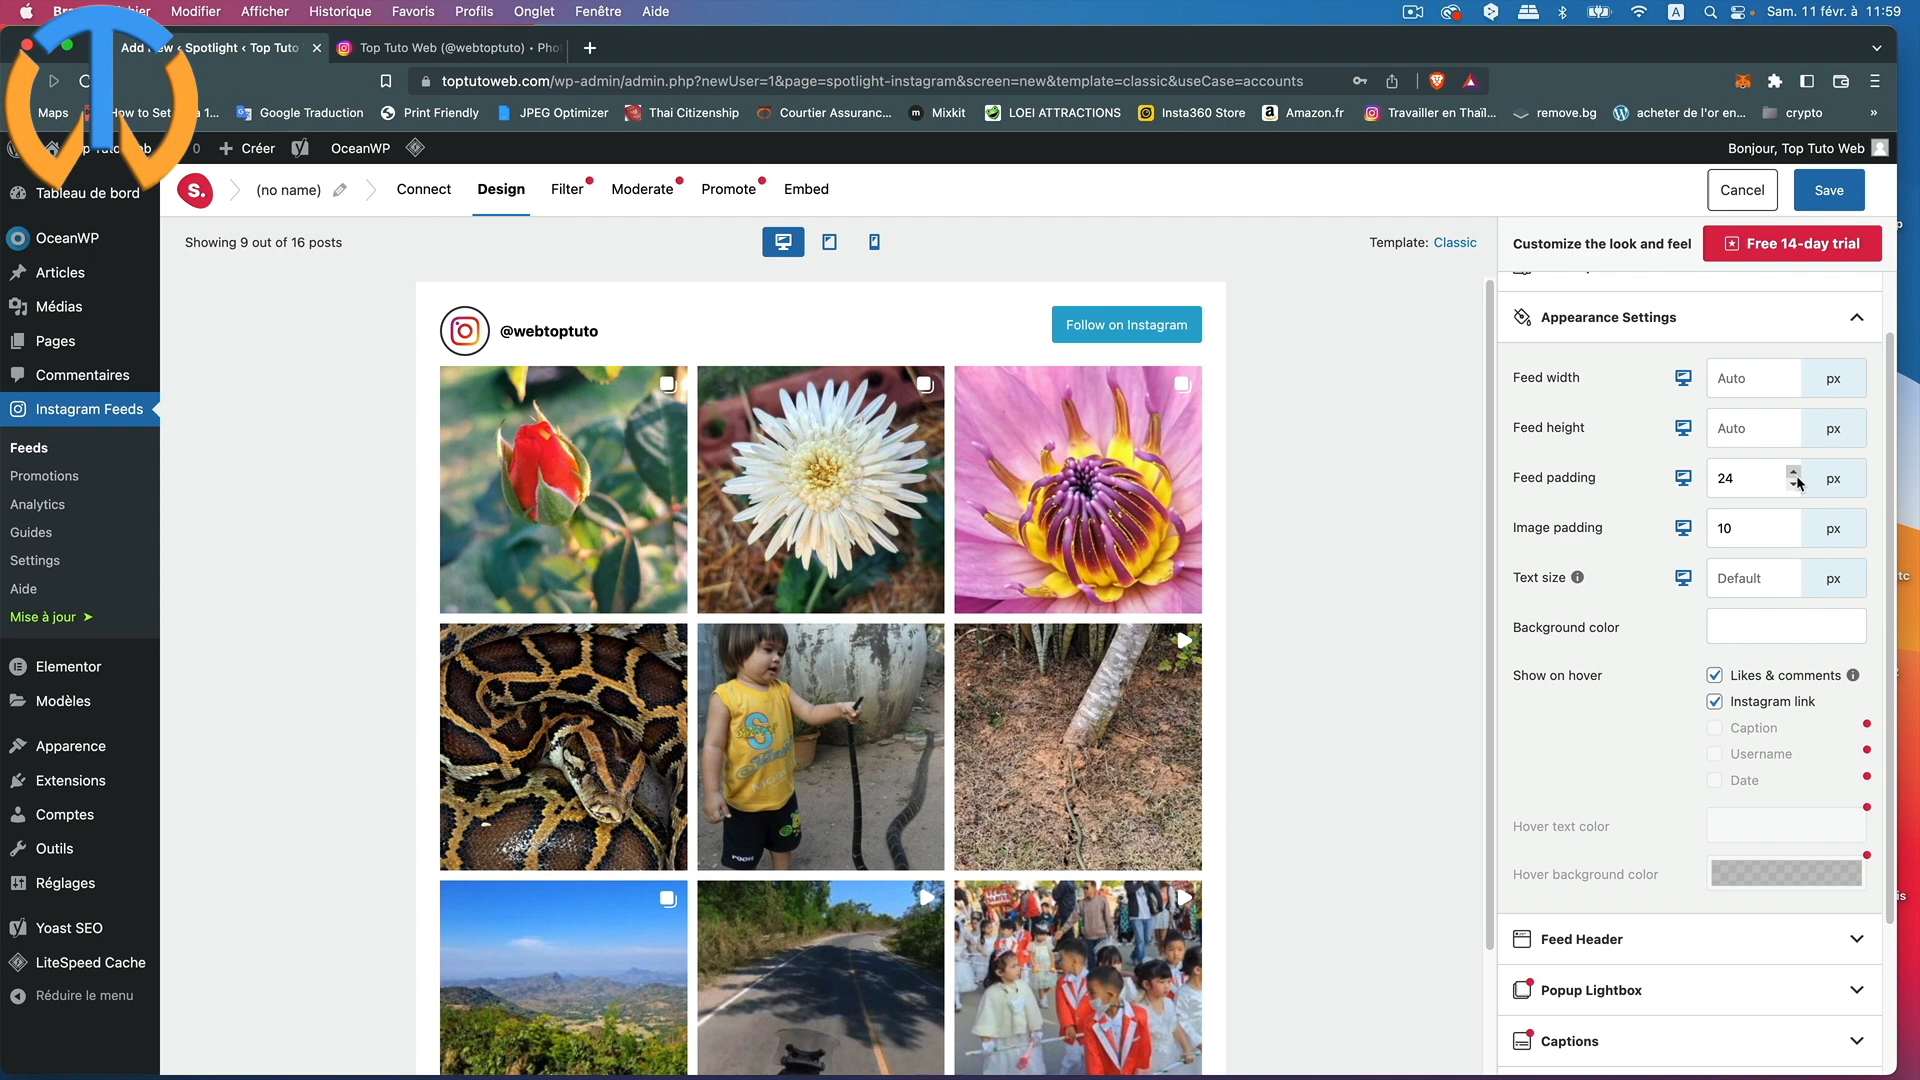 Modifier Afficher Historique Favoris Profils Onglet Fenêtre Aide
A Sam. 11 févr. à 11:59
Spotlight ‹ Top Tuto
Top Tuto Web (@webtoptuto) • Pho
toptutoweb.com/wp-admin/admin.php?newUser=1&page=spotlight-instagram&screen=new&template=classic&useCase=accounts
Maps How to Set 1... Google Traduction Print Friendly JPEG Optimizer Thai Citizenship Courtier Assuranc... Mixkit LOEI ATTRACTIONS Insta360 Store Amazon.fr Travailler en Thaïl... remove.bg acheter de l'or en... crypto »
0 Créer OceanWP Bonjour, Top Tuto Web
Tableau de bord
OceanWP
Articles
Médias
Pages
Commentaires
Instagram Feeds
Feeds
Promotions
Analytics
Guides
Settings
Aide
Mise à jour ➤
Elementor
Modèles
Apparence
Extensions
Comptes
Outils
Réglages
Yoast SEO
LiteSpeed Cache
Réduire le menu
S. (no name) Connect Design Filter Moderate Promote Embed
Cancel Save
Showing 9 out of 16 posts
Template: Classic
Customize the look and feel Free 14-day trial
@webtoptuto
Follow on Instagram
Appearance Settings
Feed width Auto px
Feed height Auto px
Feed padding 24 px
Image padding 10 px
Text size Default px
Background color
Show on hover Likes & comments
Instagram link
Caption
Username
Date
Hover text color
Hover background color
Feed Header
Popup Lightbox
Captions